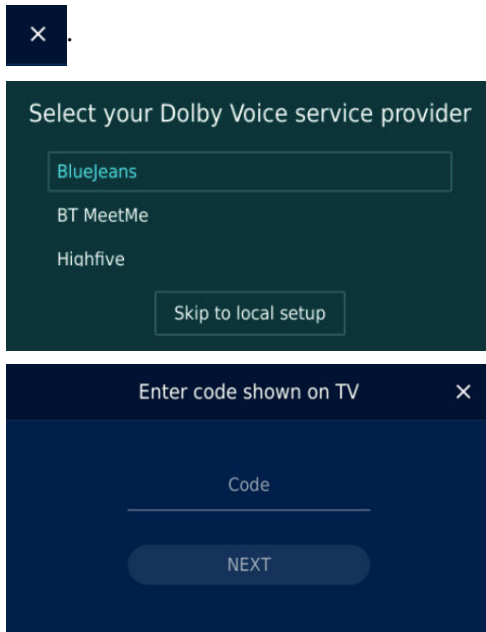 ×.
Select your Dolby Voice service provider
BlueJeans
BT MeetMe
Highfive
Skip to local setup
Enter code shown on TV ×
Code
NEXT